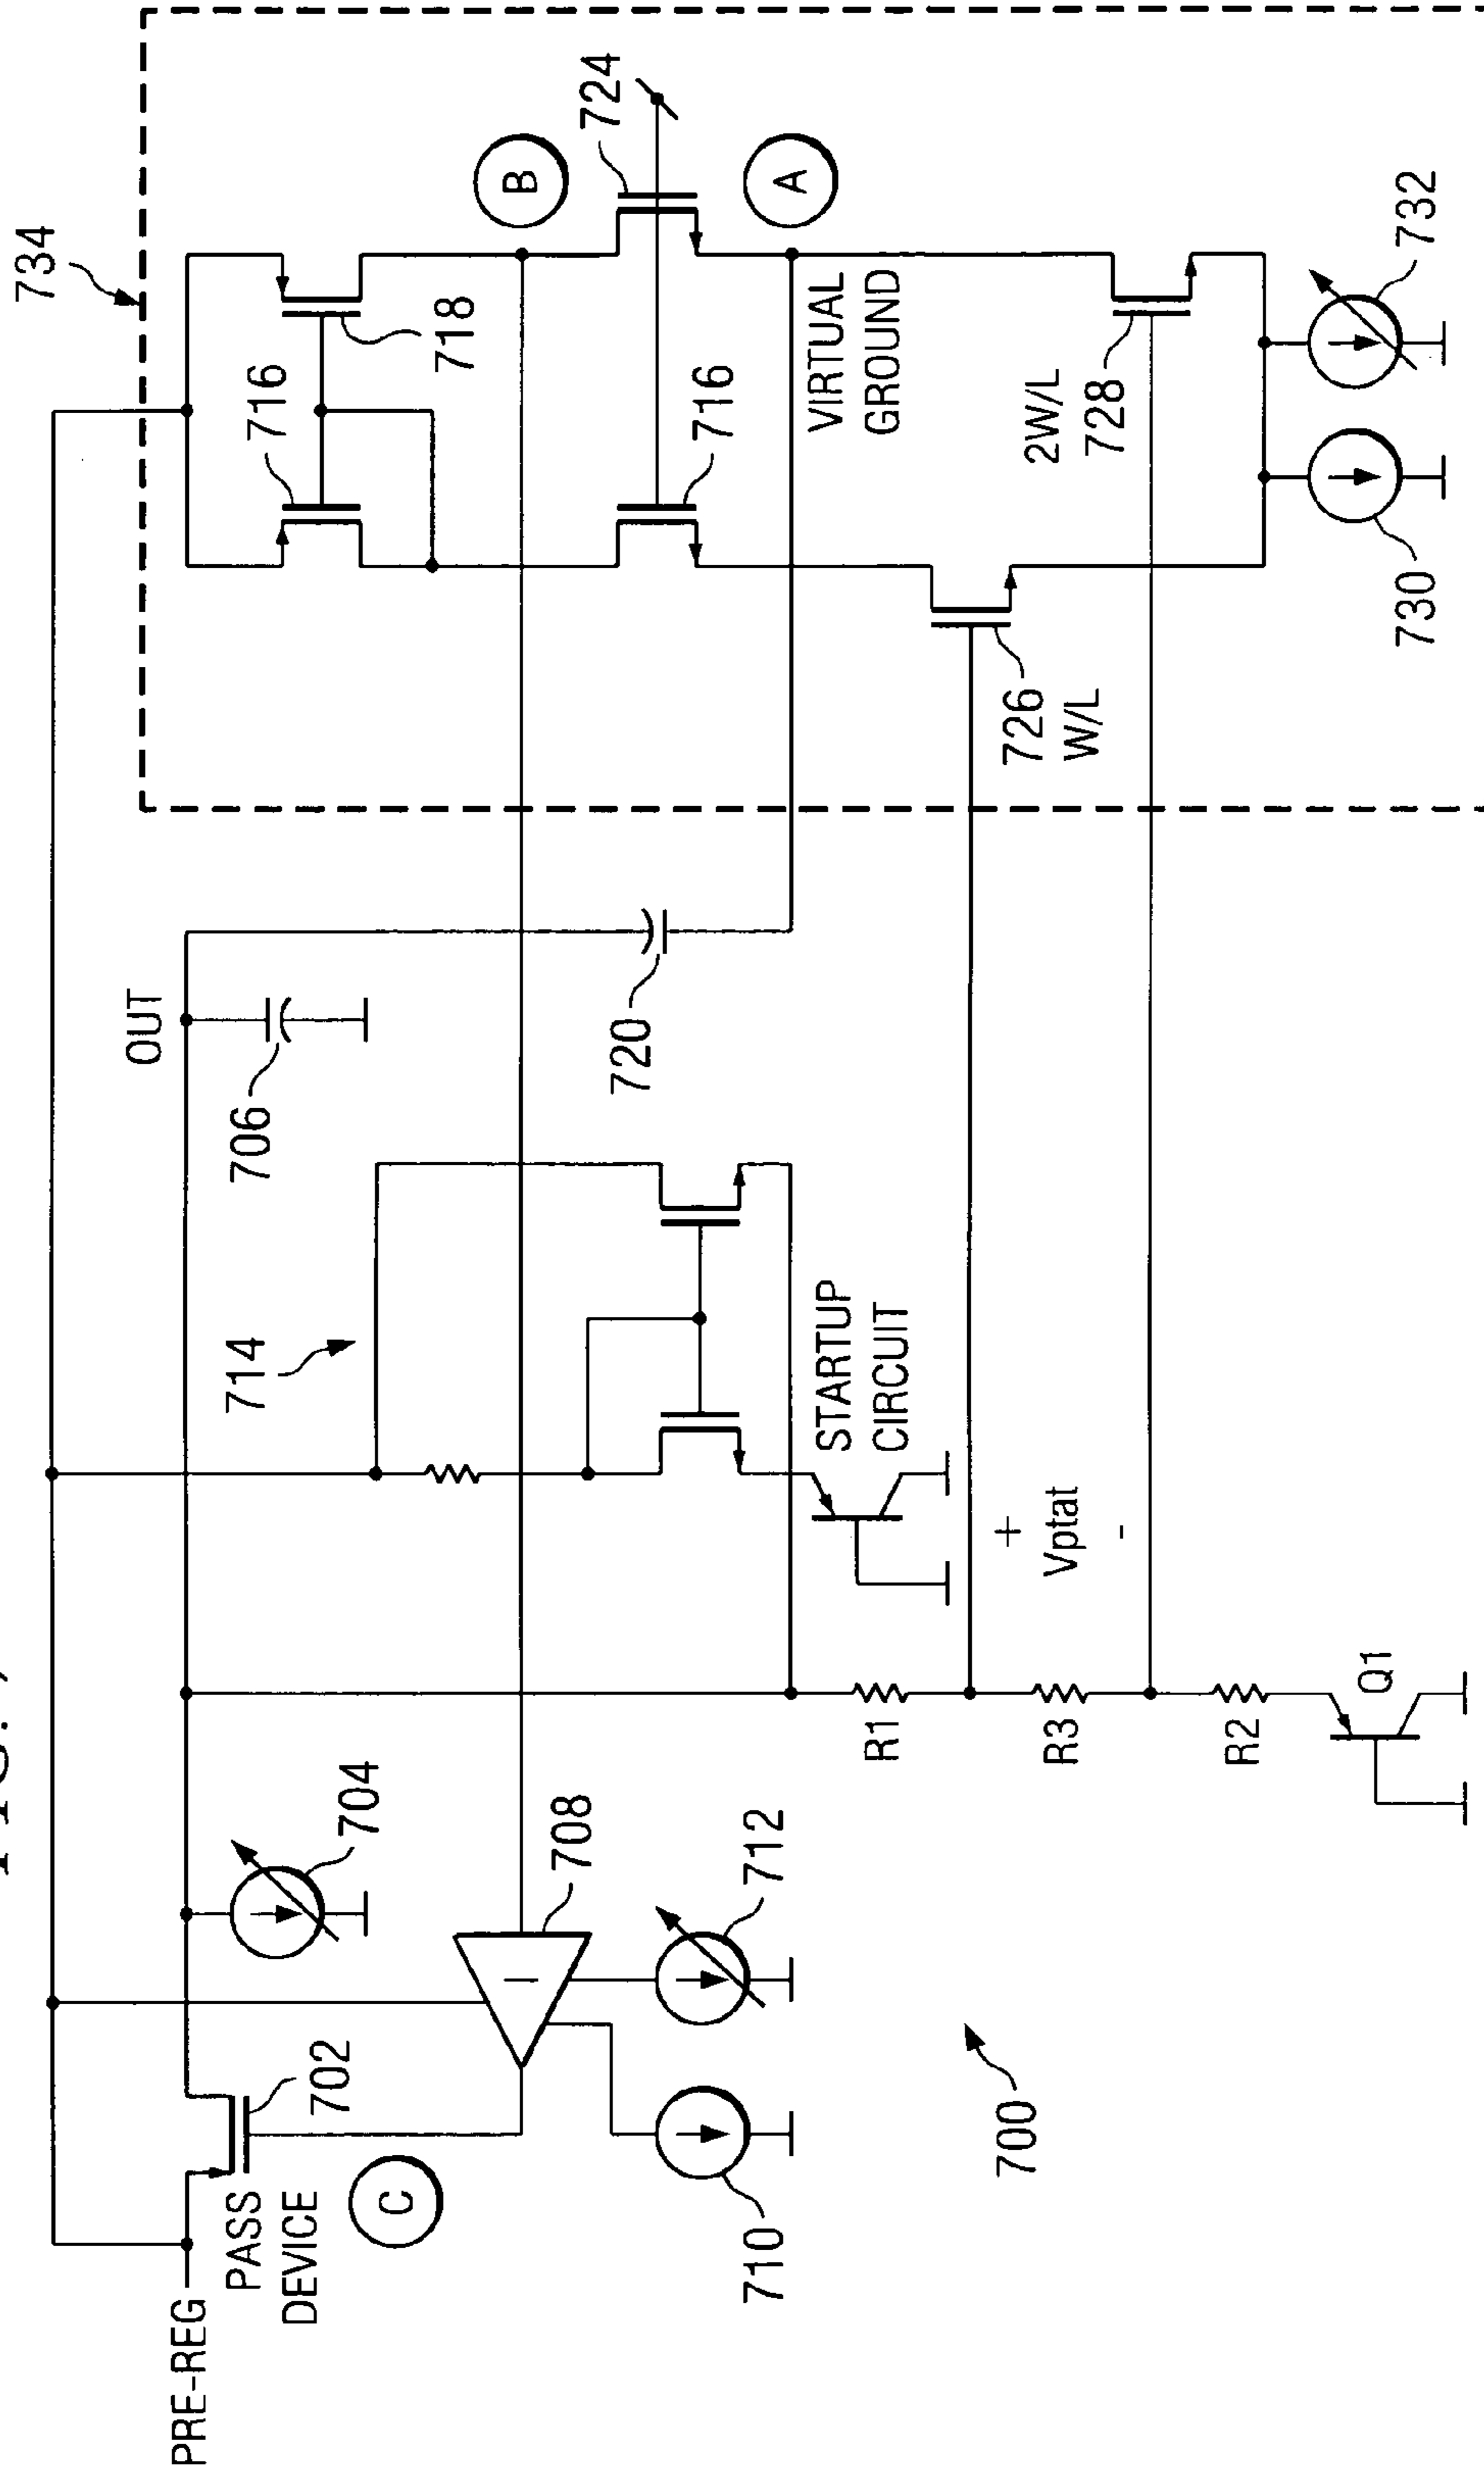 734
724
B
718
716
716
A
VIRTUAL
GROUND
2W/L
728
732
730
726
W/L
OUT
706
720
714
STARTUP
CIRCUIT
+
Vptat
-
R1
R3
R2
Q1
704
708
712
702
PRE-REG
PASS
DEVICE
C
710
700